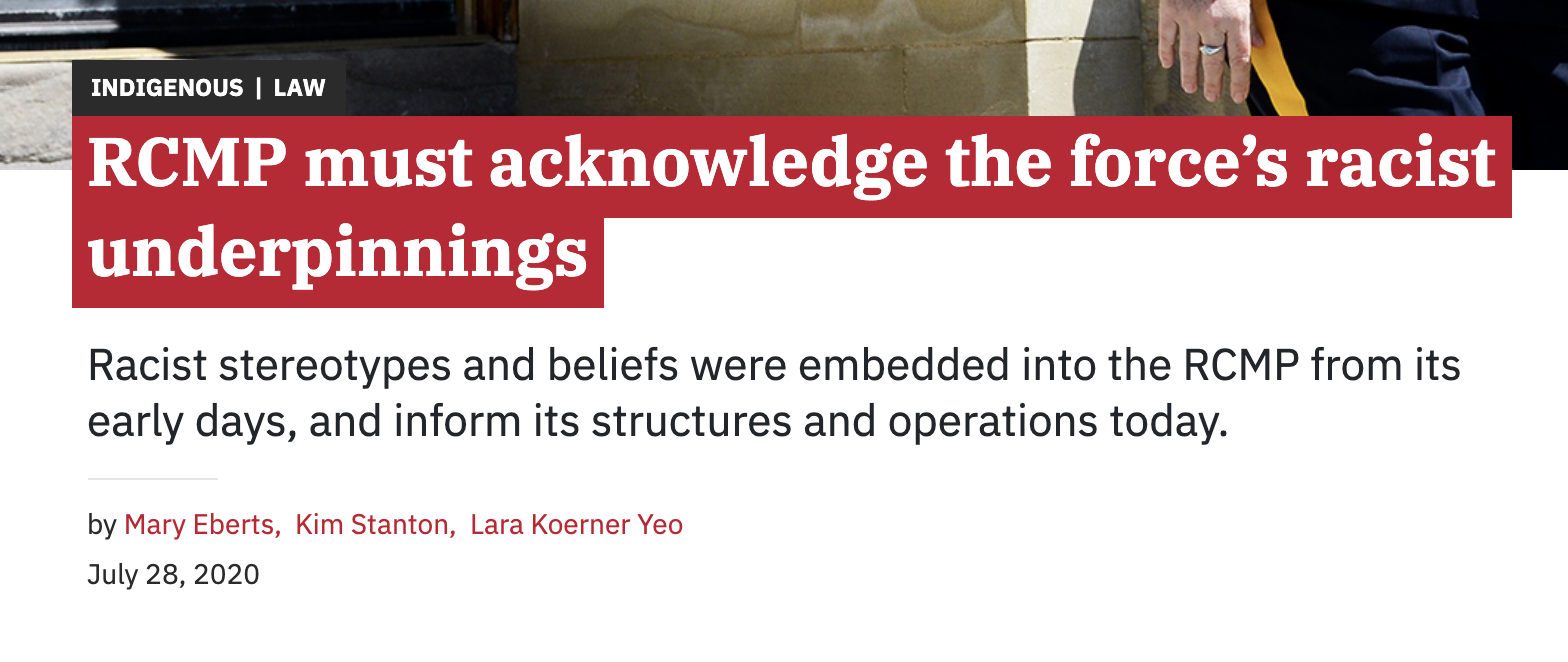 INDIGENOUS | LAW
RCMP must acknowledge the force’s racist
underpinnings
Racist stereotypes and beliefs were embedded into the RCMP from its
early days, and inform its structures and operations today.
by Mary Eberts, Kim Stanton, Lara Koerner Yeo
July 28, 2020